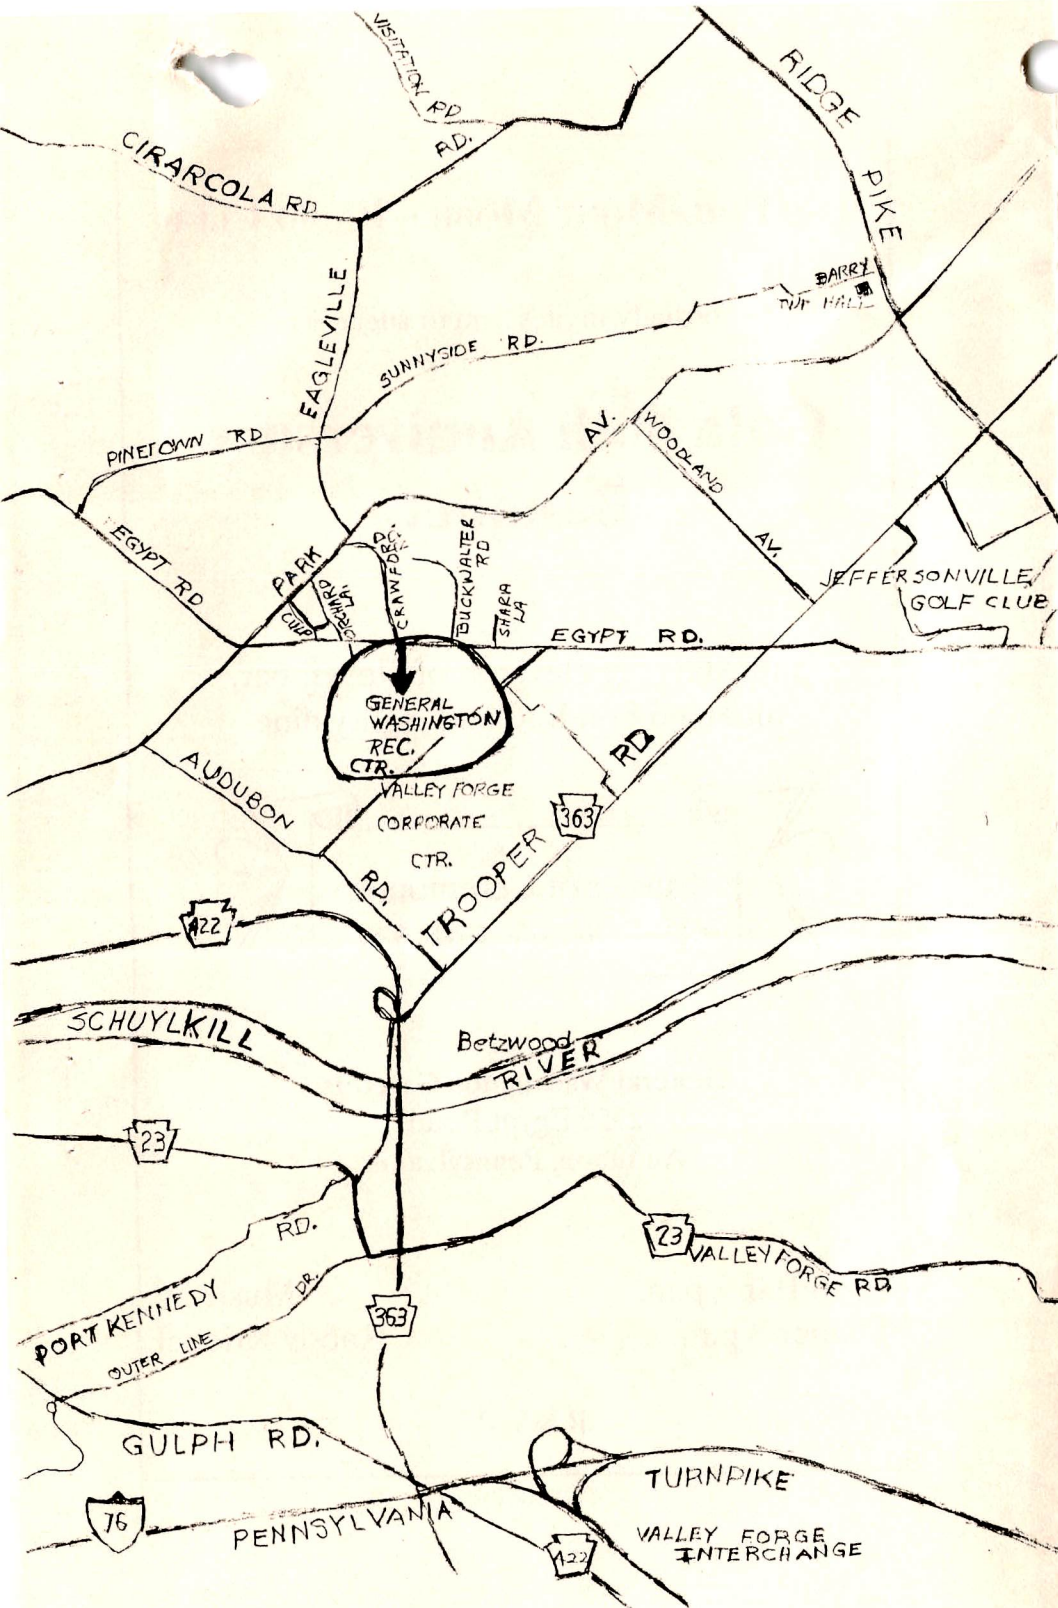 VISITATION RD
RIDGE PIKE
CIRARCOLA RD
RD.
EAGLEVILLE
BARRY
HALL
SUNNYSIDE RD.
PINETOWN RD
AV.
WOODLAND AV.
EGYPT RD
PARK
CULP
ORCHARD LA.
CRAWFORD RD.
BUCKWALTER RD
SHARA LA
EGYPT RD.
JEFFERSONVILLE
GOLF CLUB
GENERAL
WASHINGTON
REC.
CTR.
VALLEY FORGE
CORPORATE
CTR.
AUDUBON RD.
TROOPER RD
363
422
SCHUYLKILL RIVER
Betzwood
23
PORT KENNEDY RD.
OUTER LINE DR.
23
VALLEY FORGE RD.
363
GULPH RD.
76
PENNSYLVANIA TURNPIKE
VALLEY FORGE
INTERCHANGE
422